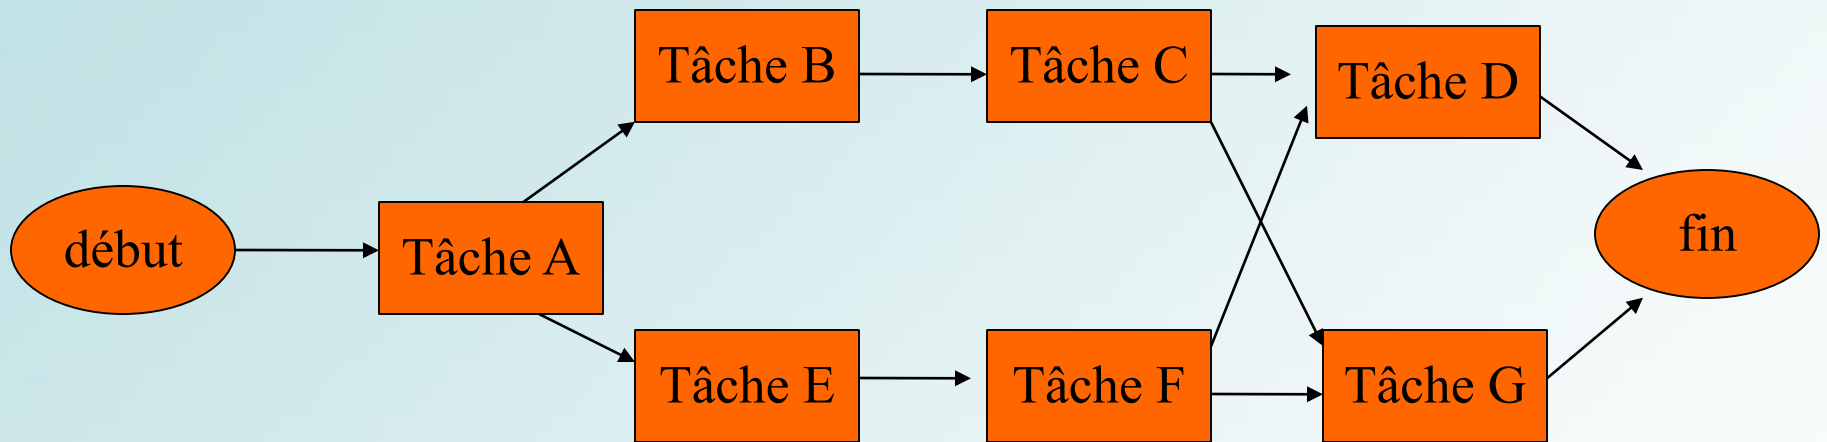 Tâche B
Tâche C
Tâche D
début
Tâche A
fin
Tâche E
Tâche F
Tâche G